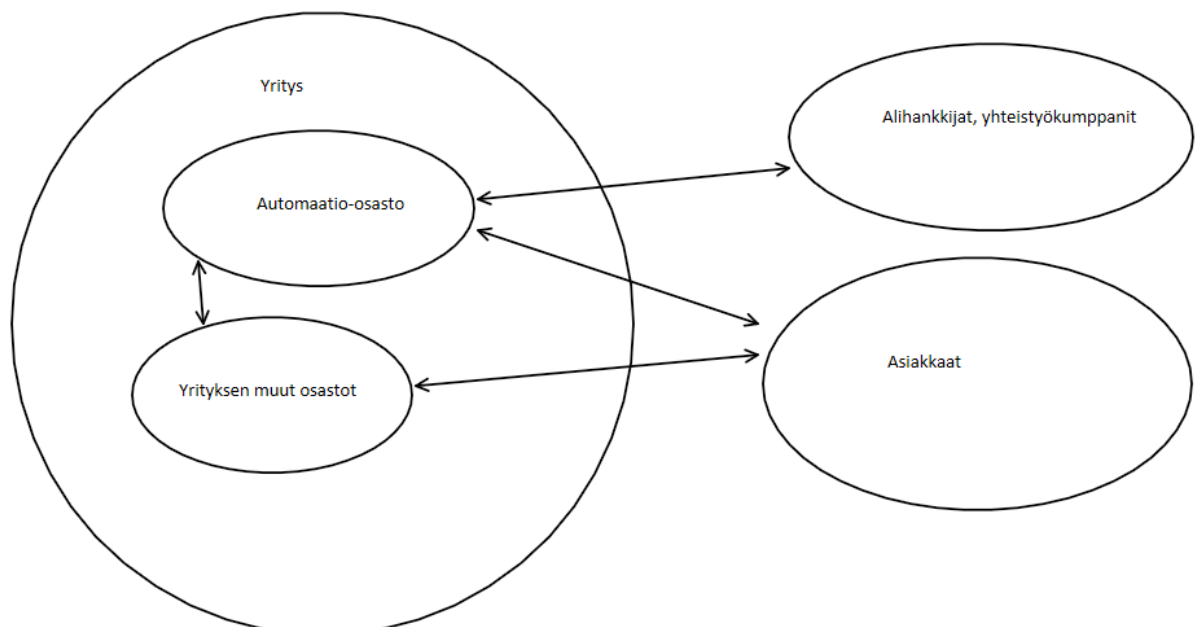 Yritys
Automaatio-osasto
Yrityksen muut osastot
Alihankkijat, yhteistyökumppanit
Asiakkaat